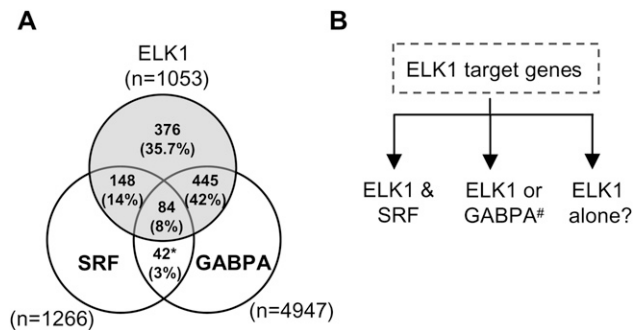 A
ELK1
(n=1053)
376
(35.7%)
148
(14%)
445
(42%)
84
(8%)
42*
(3%)
SRF
GABPA
(n=1266)
(n=4947)
B
ELK1 target genes
ELK1 &
SRF
ELK1 or
GABPA#
ELK1
alone?